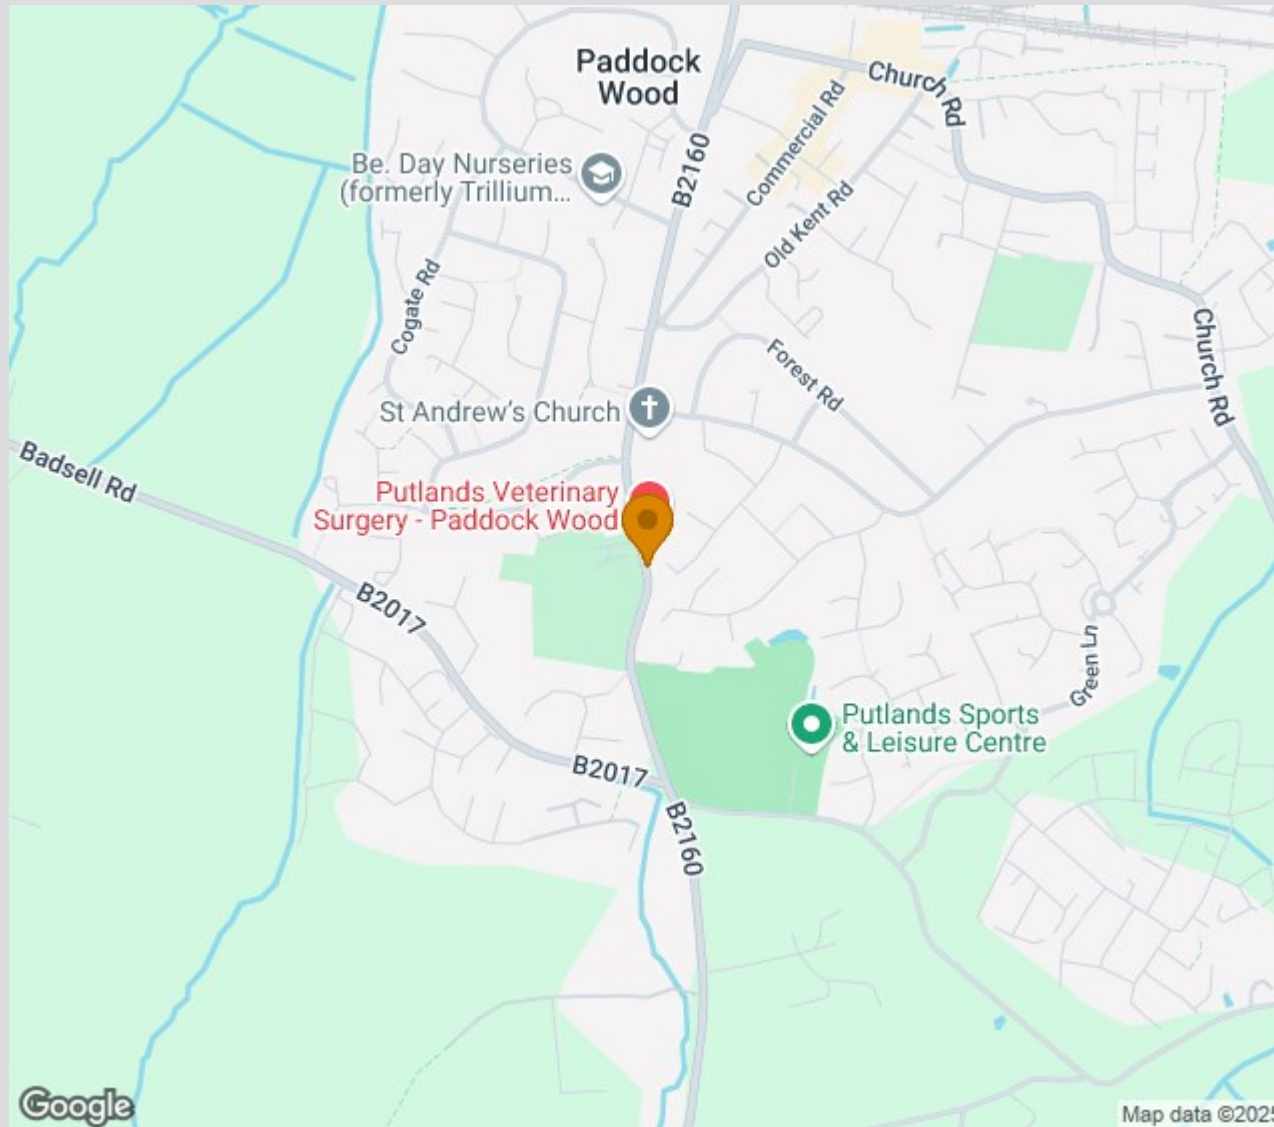 Paddock
Wood
Church Rd
Commercial Rd
B2160
Be. Day Nurseries
(formerly Trillium...
Old Kent Rd
Cogate Rd
Church Rd
Forest Rd
St Andrew's Church
Badsell Rd
Putlands Veterinary
Surgery - Paddock Wood
B2017
Green Ln
Putlands Sports
& Leisure Centre
B2017
B2160
Google
Map data ©2025